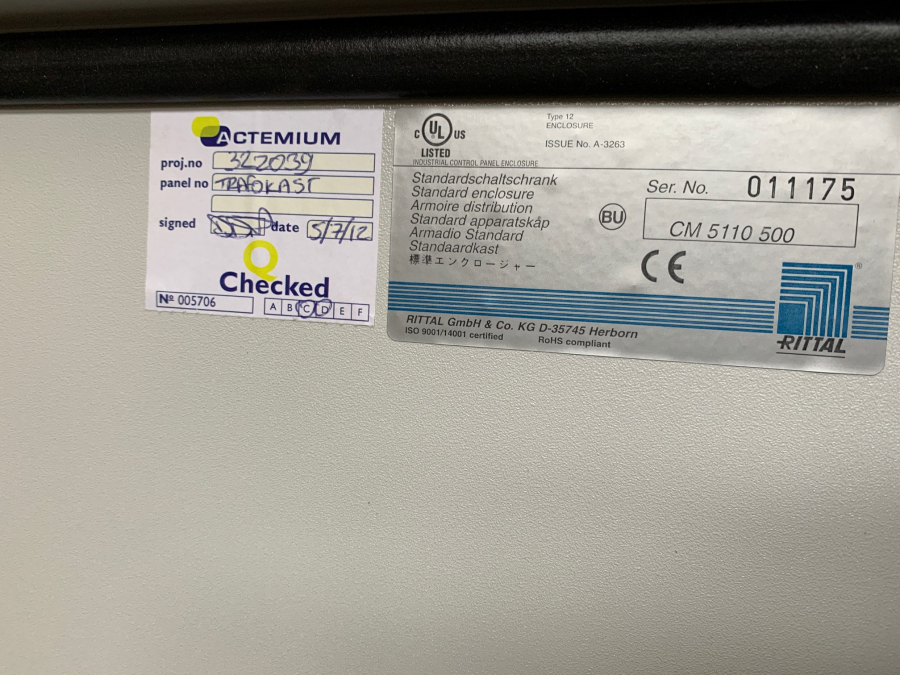 ACTEMIUM
proj.no 322039
panel no TRAFOKAST
signed date 5/7/12
Q
Checked
Nº 005706 A B C D E F
c UL US
LISTED
INDUSTRIAL CONTROL PANEL ENCLOSURE
Type 12
ENCLOSURE
ISSUE No. A-3263
Standardschaltschrank
Standard enclosure
Armoire distribution
Standard apparatskåp
Armadio Standard
Standaardkast
標準エンクロージャー
BU
Ser. No. 011175
CM 5110 500
CE
RITTAL GmbH & Co. KG D-35745 Herborn
ISO 9001/14001 certified RoHS compliant
®
RITTAL